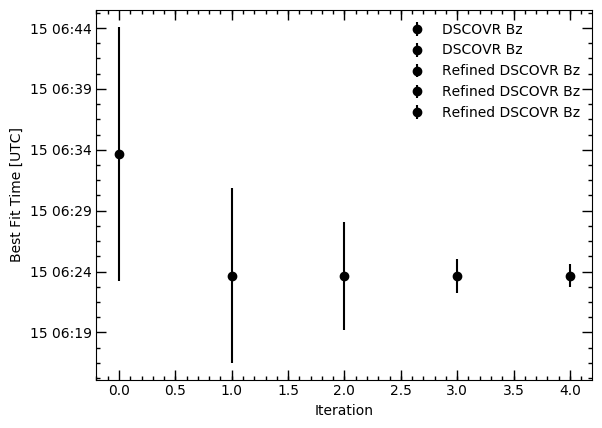 15 06:44
15 06:39
15 06:34
15 06:29
15 06:24
15 06:19
Best Fit Time [UTC]
DSCOVR Bz
DSCOVR Bz
Refined DSCOVR Bz
Refined DSCOVR Bz
Refined DSCOVR Bz
0.0 0.5 1.0 1.5 2.0 2.5 3.0 3.5 4.0
Iteration